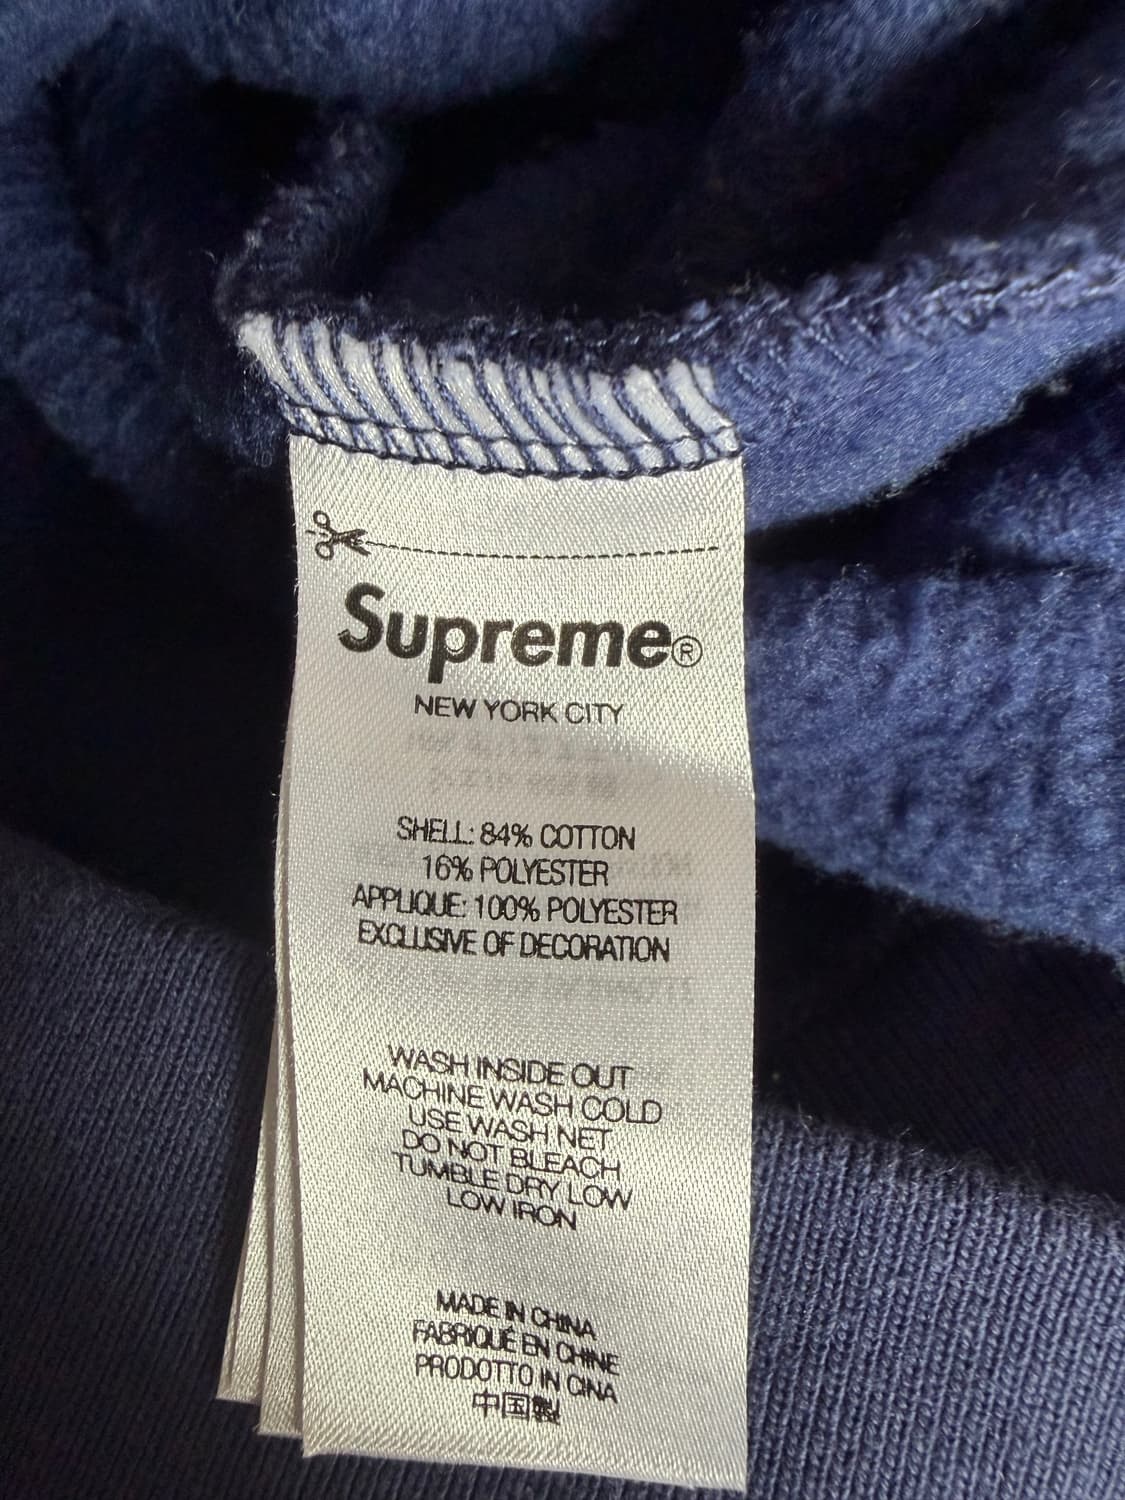 Supreme®
NEW YORK CITY
SHELL: 84% COTTON
16% POLYESTER
APPLIQUE: 100% POLYESTER
EXCLUSIVE OF DECORATION
WASH INSIDE OUT
MACHINE WASH COLD
USE WASH NET
DO NOT BLEACH
TUMBLE DRY LOW
LOW IRON
MADE IN CHINA
FABRIQUÉ EN CHINE
PRODOTTO IN CINA
中国製